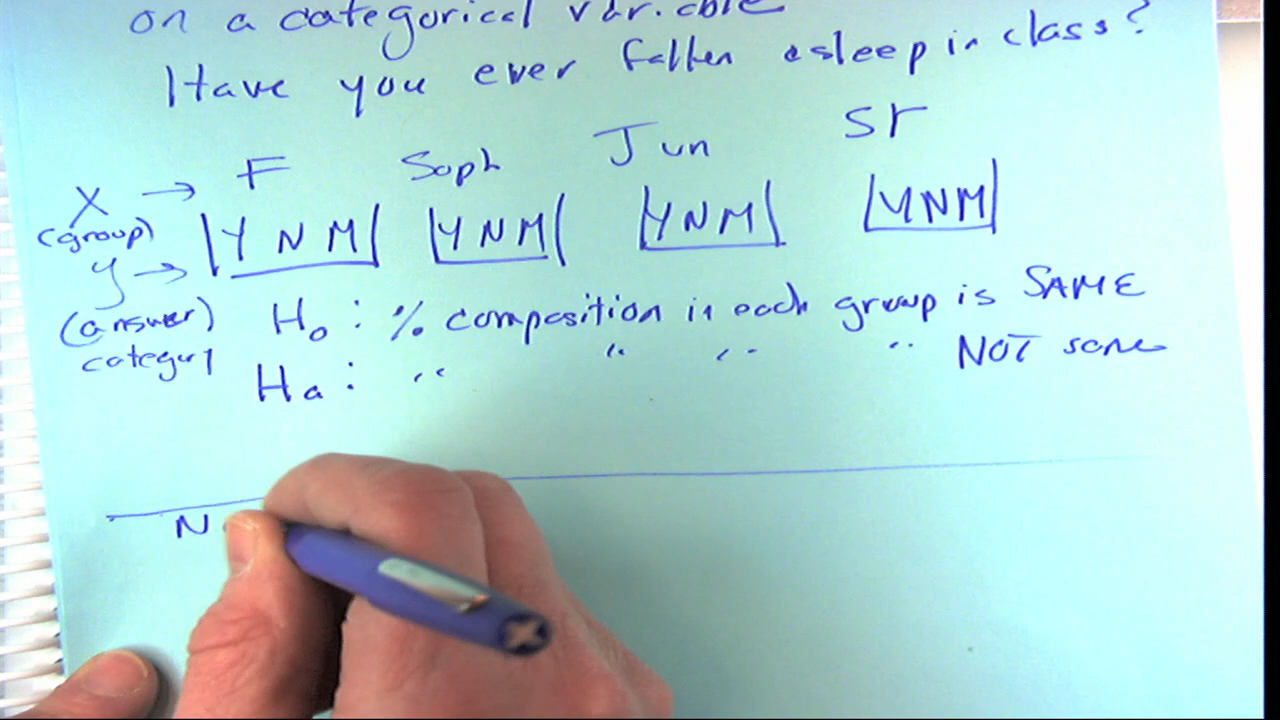 on a categorical variable
Have you ever fallen asleep in class?
X → F Soph Jun Sr
(group) |Y N M| |Y N M| |Y N M| |Y N M|
y →
(answer) H₀ : % composition in each group is SAME
category Ha : " " " " NOT same
N